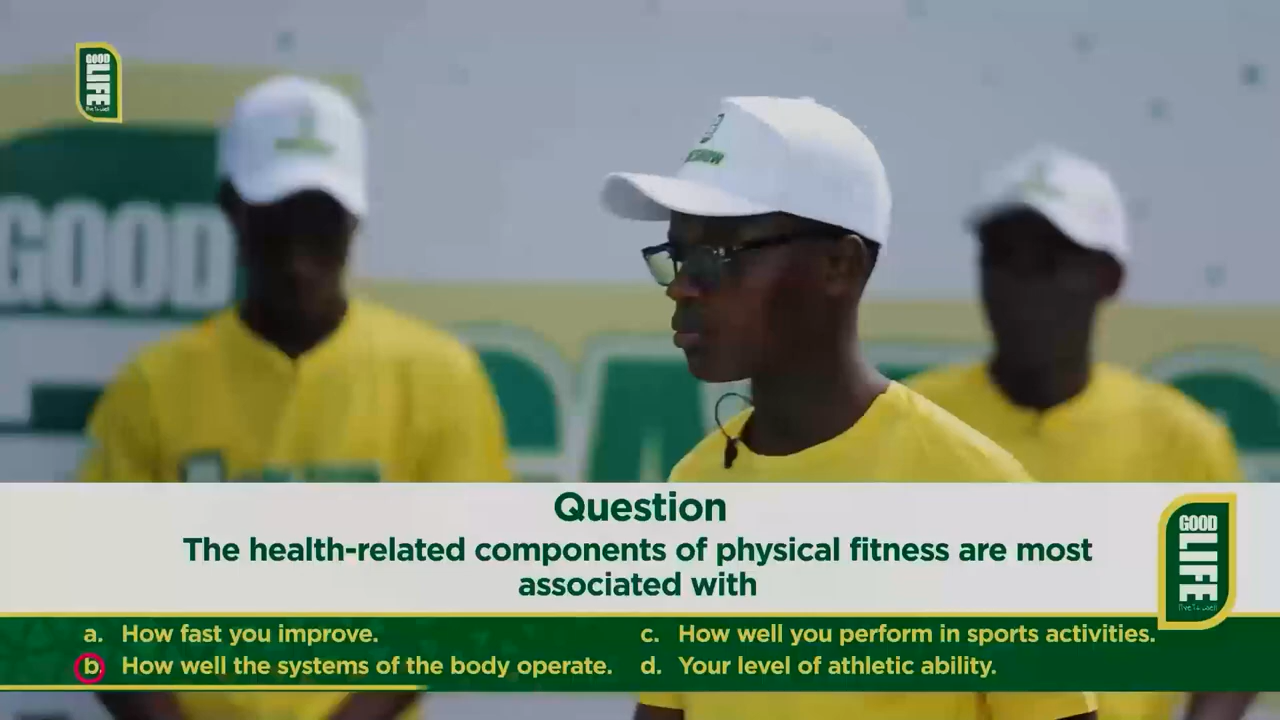 GOOD
LIFE
GOOD
Question
The health-related components of physical fitness are most
associated with
GOOD
LIFE
a. How fast you improve.
b. How well the systems of the body operate.
c. How well you perform in sports activities.
d. Your level of athletic ability.